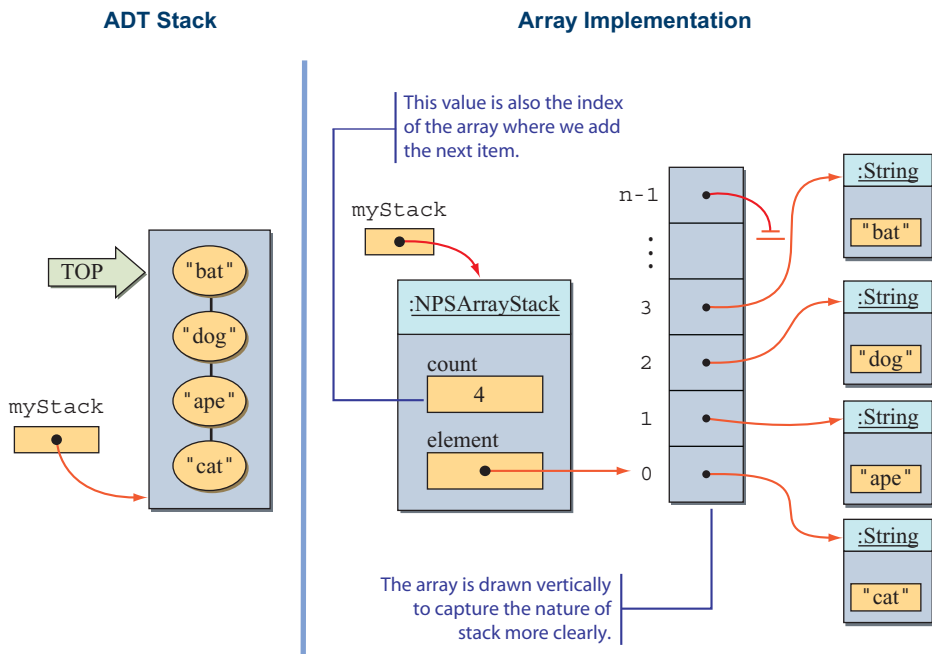 ADT Stack
Array Implementation
This value is also the index
of the array where we add
the next item.
TOP
"bat"
"dog"
"ape"
"cat"
myStack
myStack
:NPSArrayStack
count
4
element
n-1
⋮
3
2
1
0
:String
"bat"
:String
"dog"
:String
"ape"
:String
"cat"
The array is drawn vertically
to capture the nature of
stack more clearly.